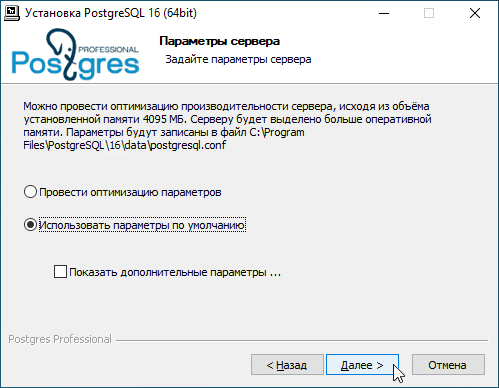 Установка PostgreSQL 16 (64bit)
PROFESSIONAL
Postgres
Параметры сервера
Задайте параметры сервера
Можно провести оптимизацию производительности сервера, исходя из объёма
установленной памяти 4095 МБ. Серверу будет выделено больше оперативной
памяти. Параметры будут записаны в файл C:\Program
Files\PostgreSQL\16\data\postgresql.conf
Провести оптимизацию параметров
Использовать параметры по умолчанию
Показать дополнительные параметры ...
Postgres Professional
< Назад
Далее >
Отмена